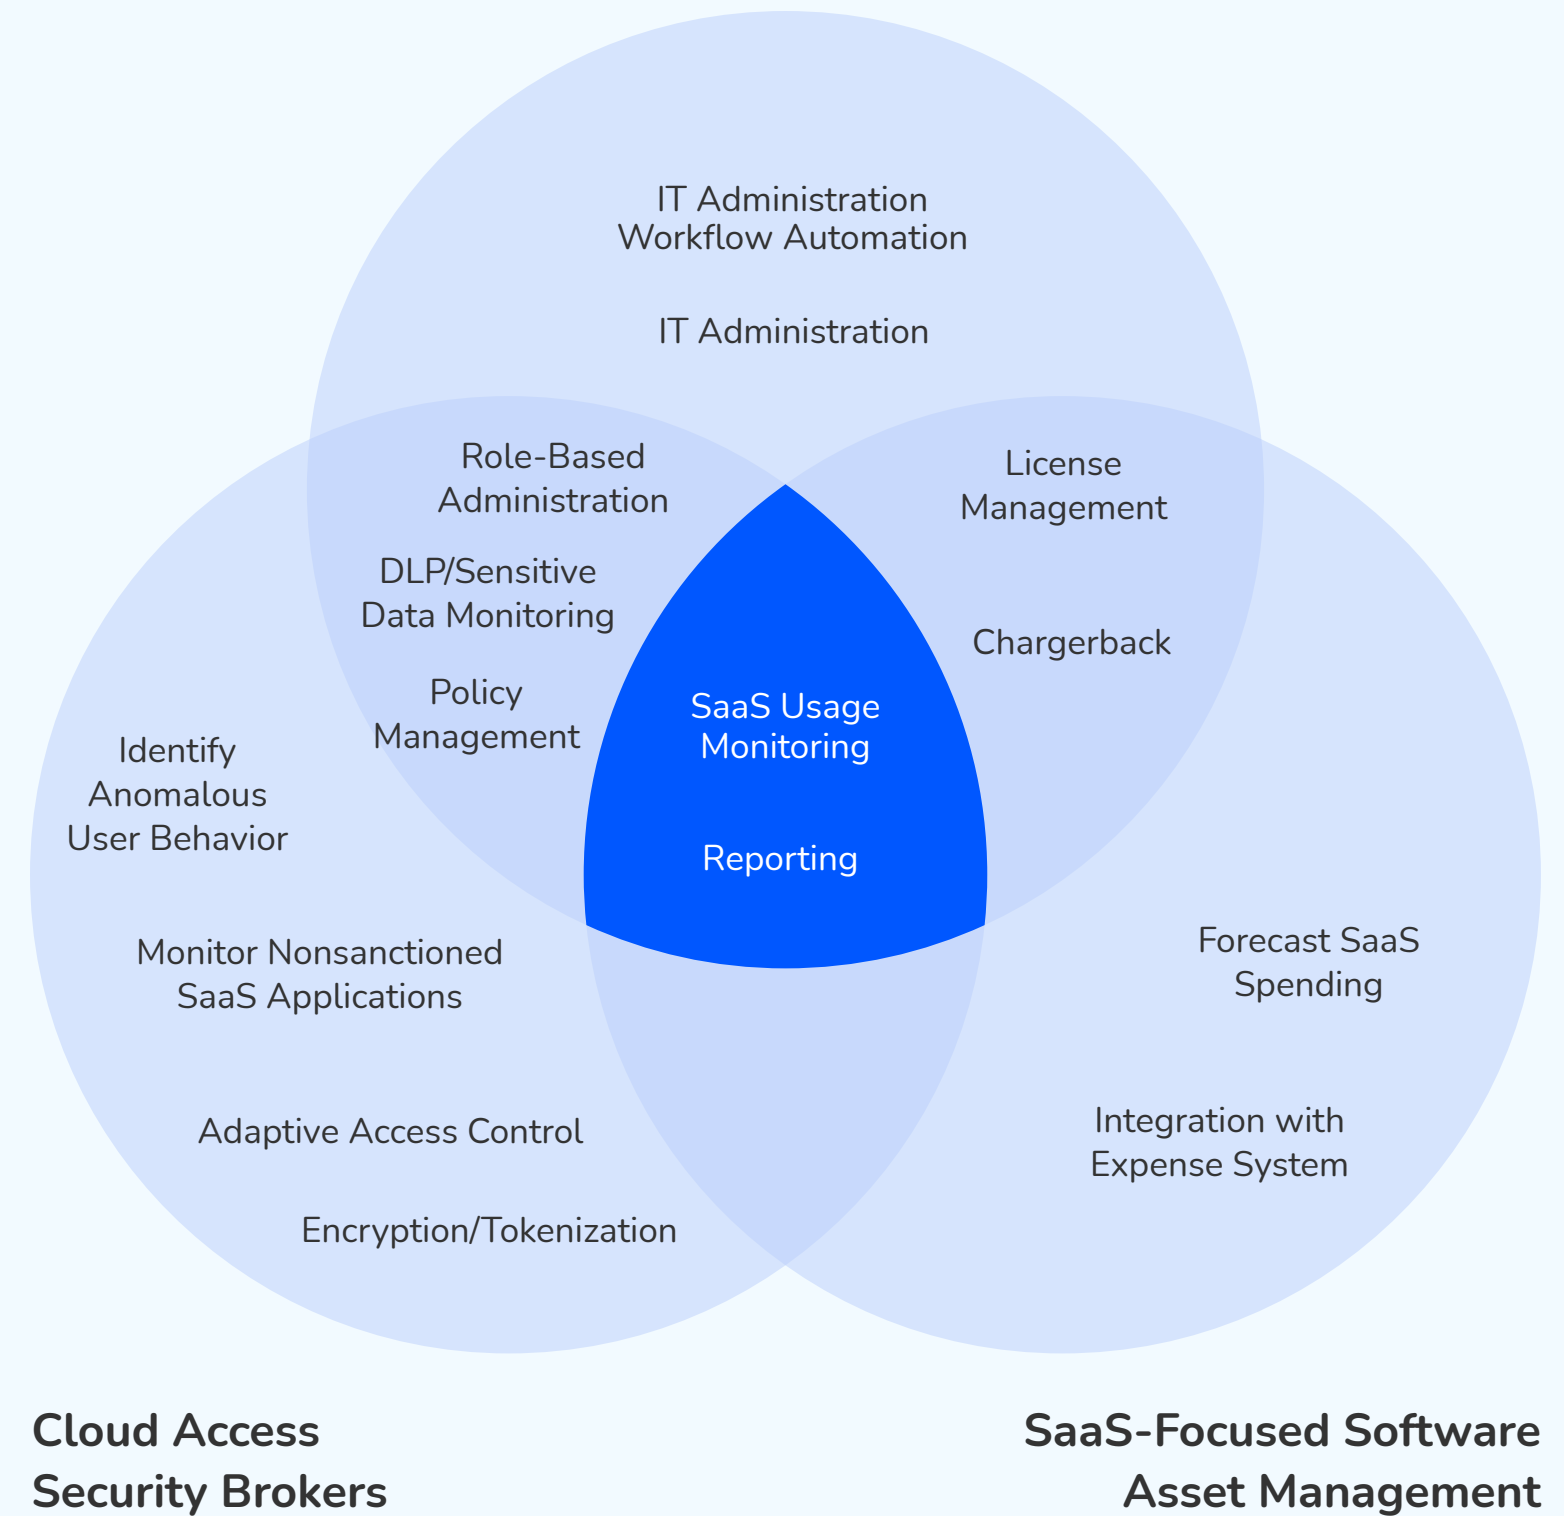 IT Administration
Workflow Automation
IT Administration
Role-Based
Administration
DLP/Sensitive
Data Monitoring
Policy
Management
License
Management
Chargerback
SaaS Usage
Monitoring
Reporting
Identify
Anomalous
User Behavior
Monitor Nonsanctioned
SaaS Applications
Adaptive Access Control
Encryption/Tokenization
Forecast SaaS
Spending
Integration with
Expense System
Cloud Access
Security Brokers
SaaS-Focused Software
Asset Management